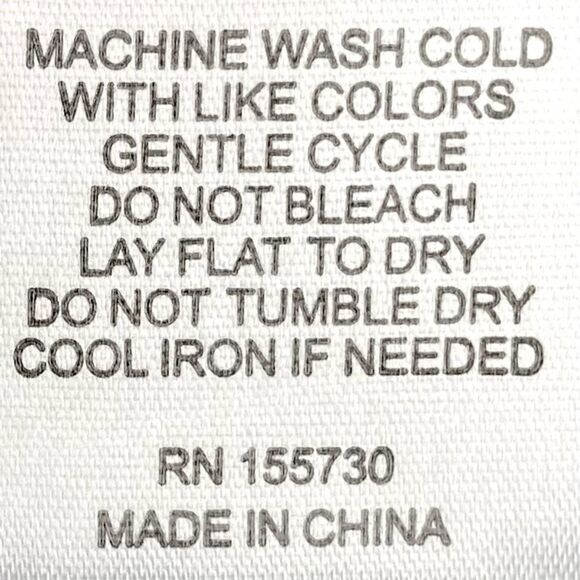 MACHINE WASH COLD
WITH LIKE COLORS
GENTLE CYCLE
DO NOT BLEACH
LAY FLAT TO DRY
DO NOT TUMBLE DRY
COOL IRON IF NEEDED
RN 155730
MADE IN CHINA